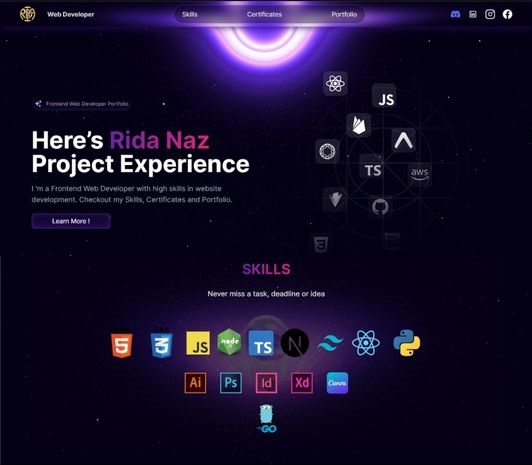 Web Developer
Skills
Certificates
Portfolio
Frontend Web Developer Portfolio
Here's Rida Naz
Project Experience
I 'm a Frontend Web Developer with high skills in website
development. Checkout my Skills, Certificates and Portfolio.
Learn More !
JS
TS
aws
SKILLS
Never miss a task, deadline or idea
5
3
JS
node
TS
N
Ai
Ps
Id
Xd
Canva
GO